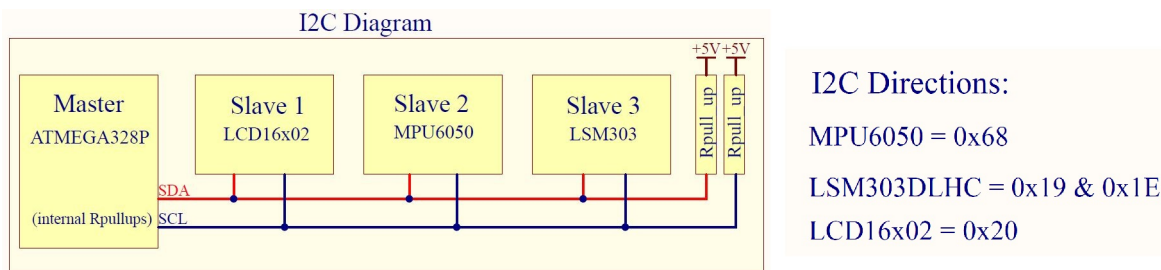 I2C Diagram
+5V +5V
Master
ATMEGA328P
Slave 1
LCD16x02
Slave 2
MPU6050
Slave 3
LSM303
Rpull up
Rpull up
SDA
(internal Rpullups) SCL
I2C Directions:
MPU6050 = 0x68
LSM303DLHC = 0x19 & 0x1E
LCD16x02 = 0x20